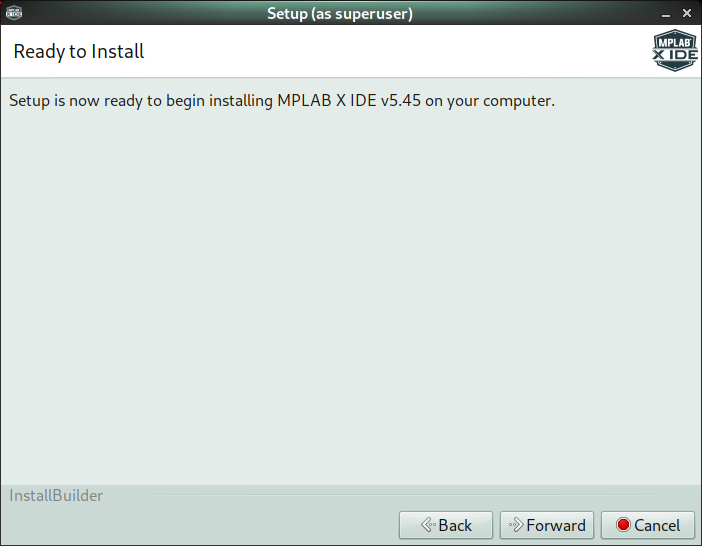 Setup (as superuser)
Ready to Install
MPLAB
X IDE
Setup is now ready to begin installing MPLAB X IDE v5.45 on your computer.
InstallBuilder
Back
Forward
Cancel